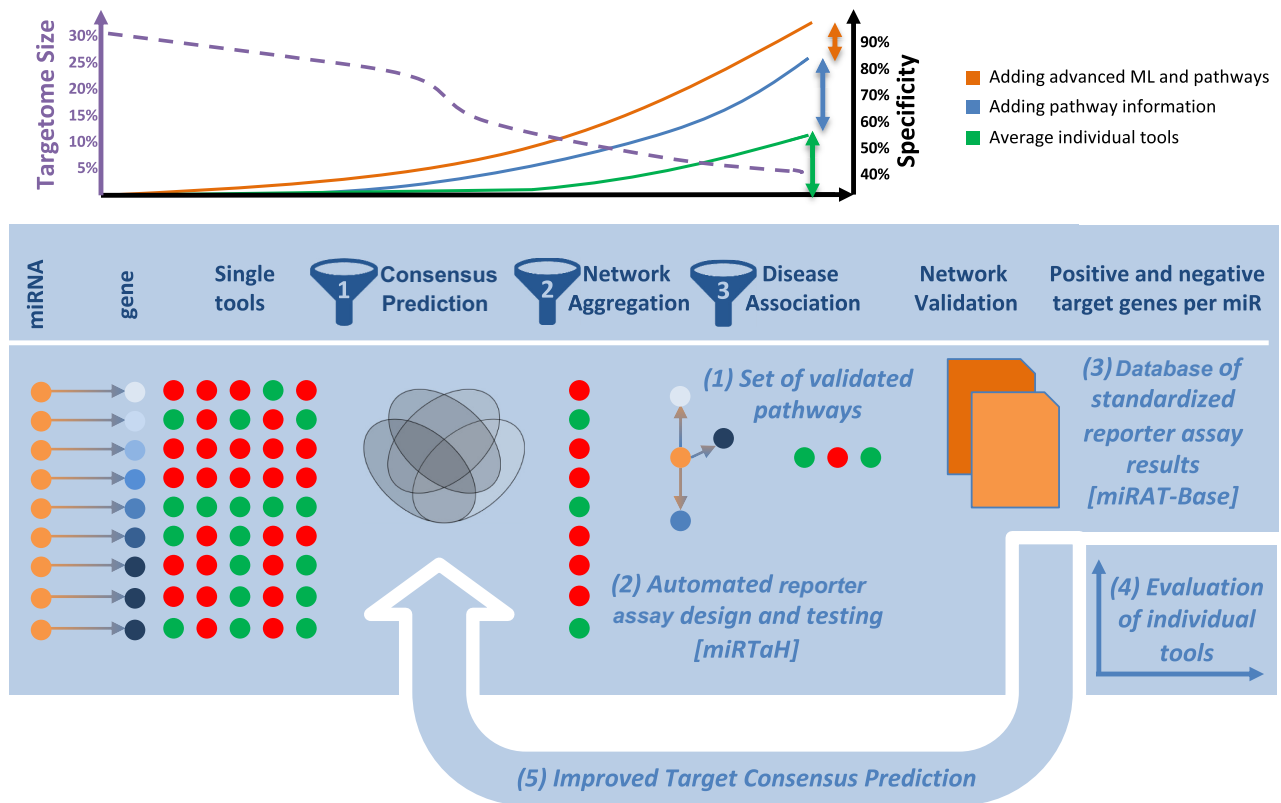 Targetome Size
30%
25%
20%
15%
10%
5%
90%
80%
70%
60%
50%
40%
Specificity
Adding advanced ML and pathways
Adding pathway information
Average individual tools
miRNA
gene
Single
tools
1
Consensus
Prediction
2
Network
Aggregation
3
Disease
Association
Network
Validation
Positive and negative
target genes per miR
(1) Set of validated
pathways
(2) Automated reporter
assay design and testing
[miRTaH]
(3) Database of
standardized
reporter assay
results
[miRAT-Base]
(4) Evaluation
of individual
tools
(5) Improved Target Consensus Prediction